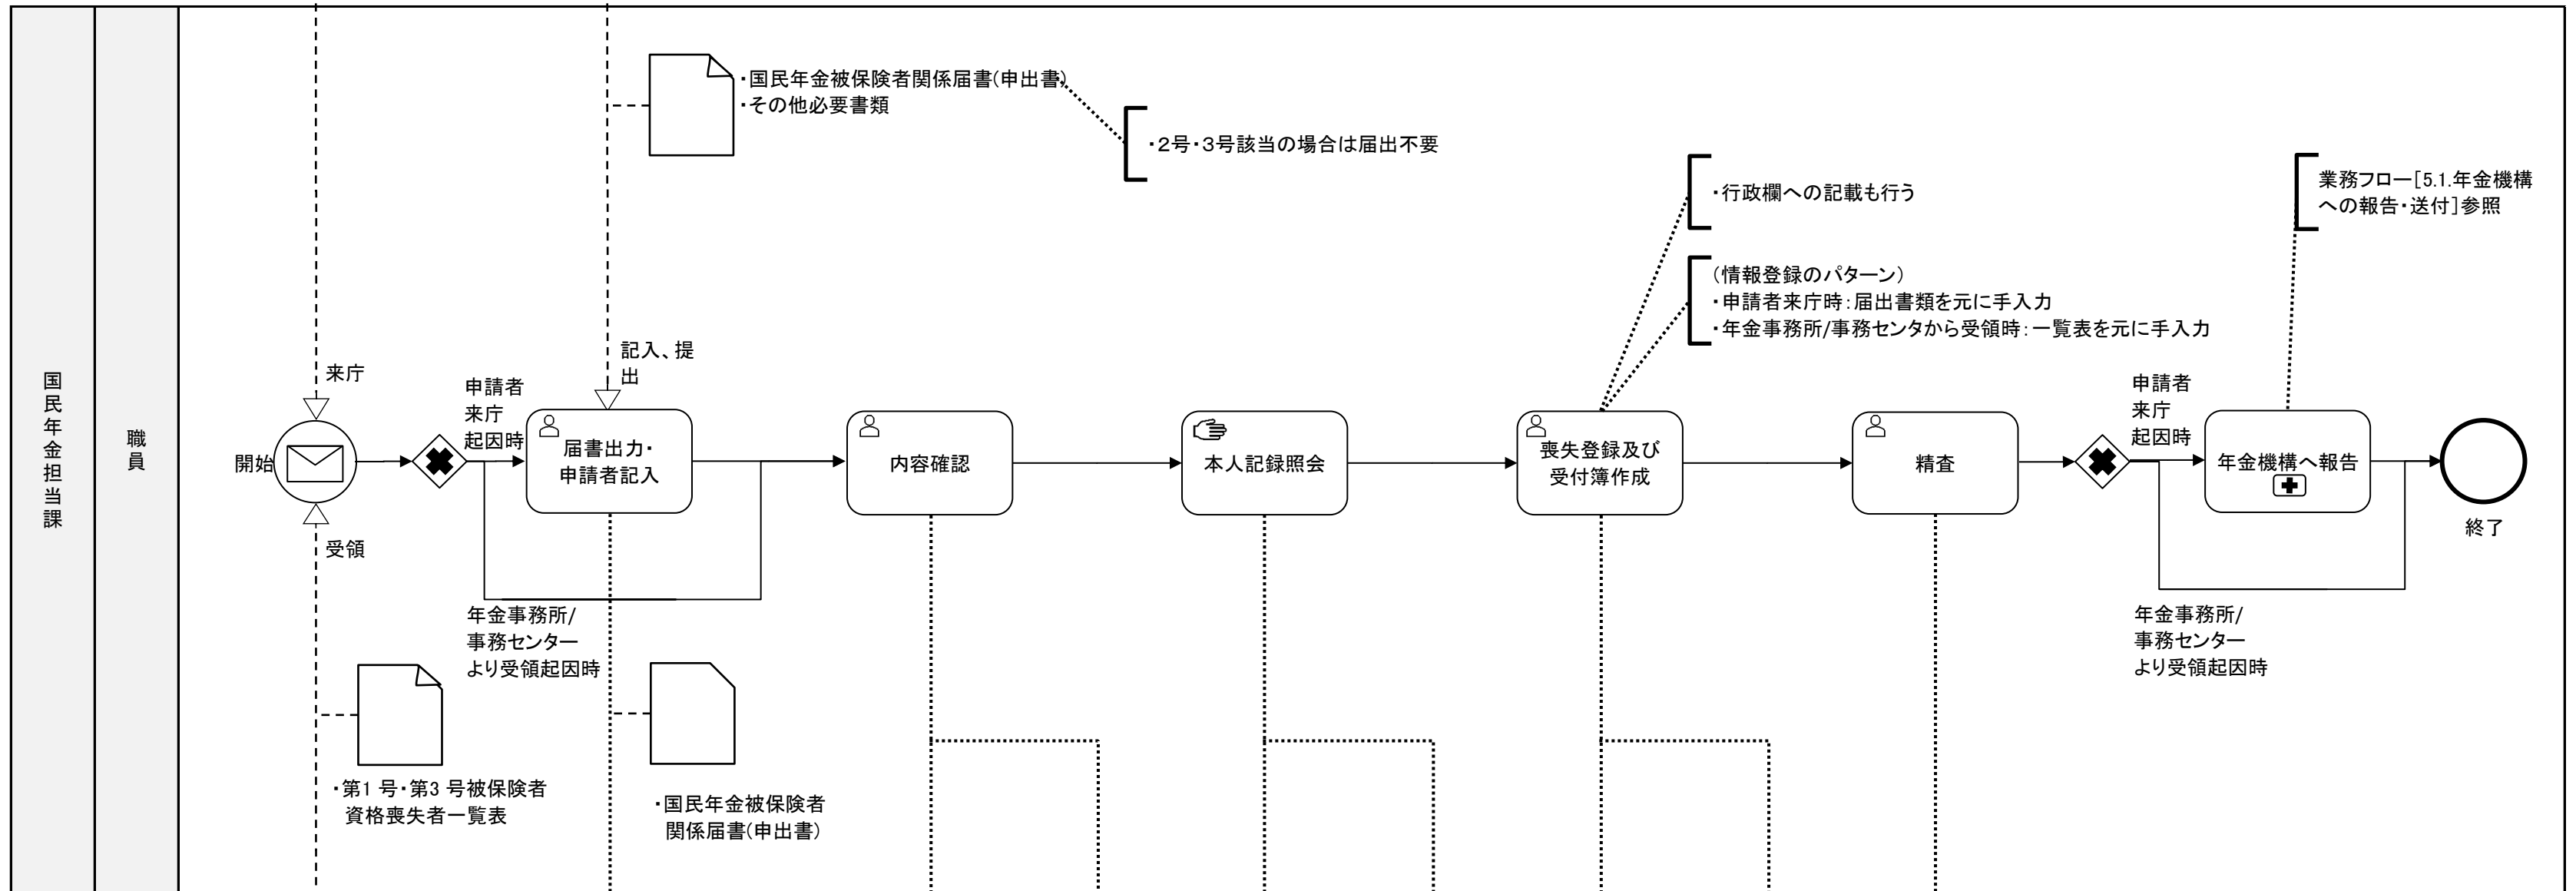 国民年金担当課
職員
・国民年金被保険者関係届書(申出書)
・その他必要書類
・2号・3号該当の場合は届出不要
・行政欄への記載も行う
(情報登録のパターン)
・申請者来庁時:届出書類を元に手入力
・年金事務所/事務センタから受領時:一覧表を元に手入力
業務フロー[5.1.年金機構
への報告・送付]参照
来庁
開始
受領
申請者
来庁
起因時
記入、提
出
届書出力・
申請者記入
内容確認
本人記録照会
喪失登録及び
受付簿作成
精査
申請者
来庁
起因時
年金機構へ報告
終了
年金事務所/
事務センター
より受領起因時
年金事務所/
事務センター
より受領起因時
・第1 号・第3 号被保険者
資格喪失者一覧表
・国民年金被保険者
関係届書(申出書)